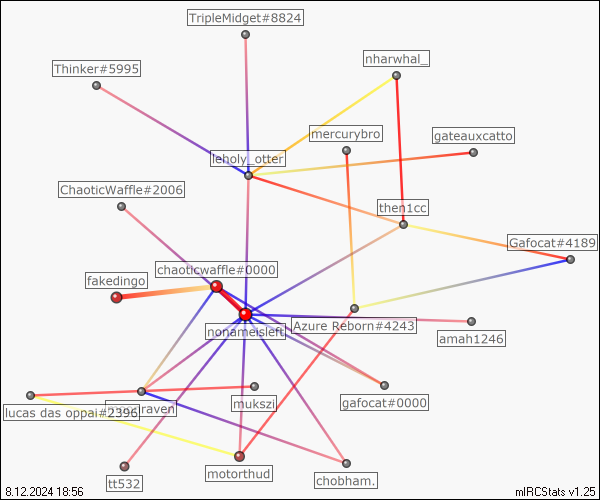 TripleMidget#8824
nharwhal_
Thinker#5995
mercurybro
gateauxcatto
leholy_otter
ChaoticWaffle#2006
then1cc
Gafocat#4189
chaoticwaffle#0000
fakedingo
nonameisleft
Azure Reborn#4243
amah1246
gafocat#0000
mukszi
lucas das oppai#2396
raven
motorthud
tt532
chobham.
8.12.2024 18:56
mIRCStats v1.25